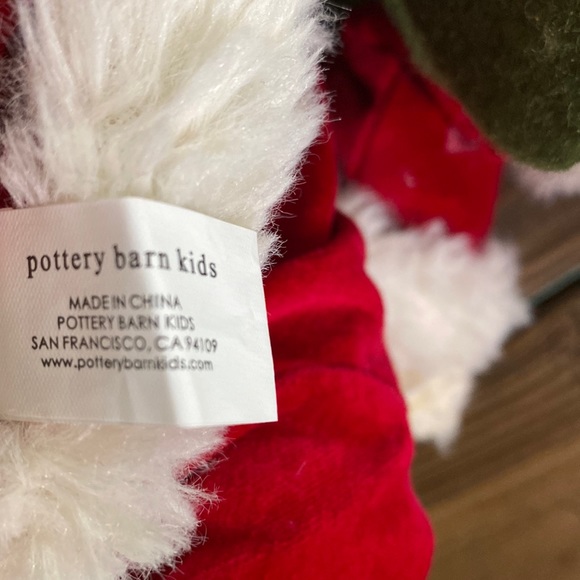 pottery barn kids
MADE IN CHINA
POTTERY BARN KIDS
SAN FRANCISCO, CA 94109
www.potterybarnkids.com